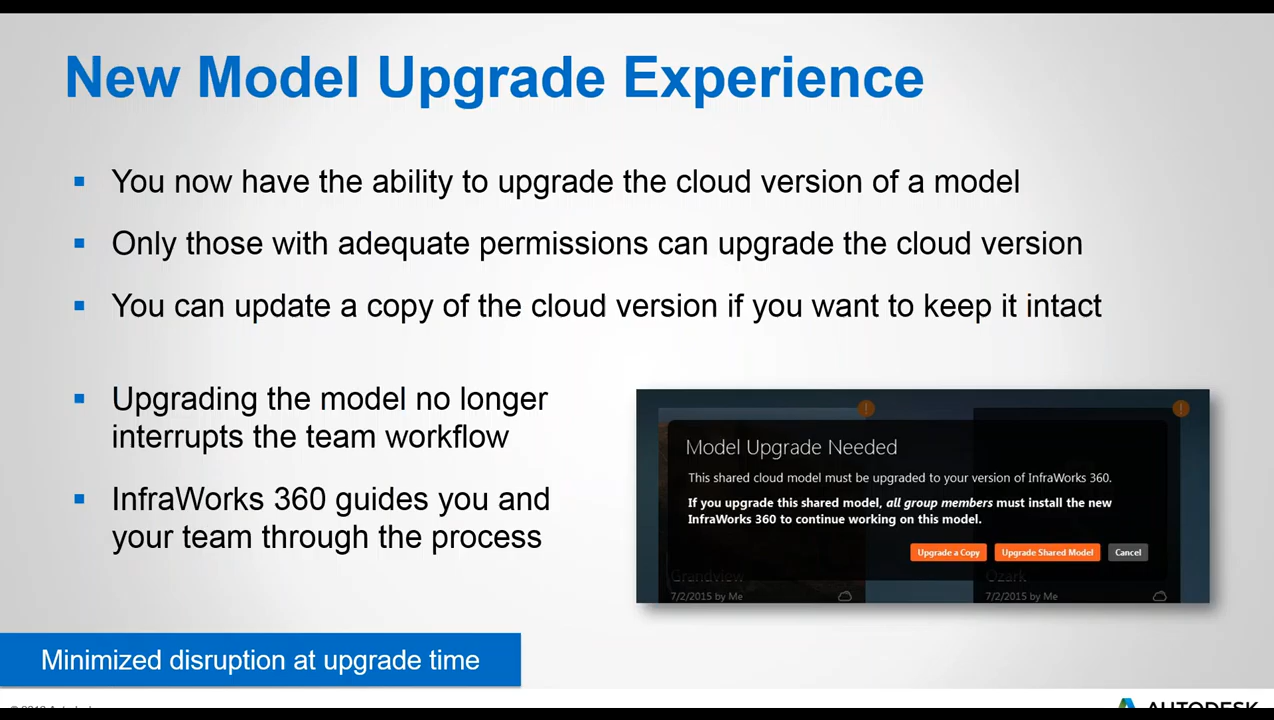 New Model Upgrade Experience
▪ You now have the ability to upgrade the cloud version of a model
▪ Only those with adequate permissions can upgrade the cloud version
▪ You can update a copy of the cloud version if you want to keep it intact
▪ Upgrading the model no longer
interrupts the team workflow
▪ InfraWorks 360 guides you and
your team through the process
Model Upgrade Needed
This shared cloud model must be upgraded to your version of InfraWorks 360.
If you upgrade this shared model, all group members must install the new
InfraWorks 360 to continue working on this model.
Upgrade a Copy Upgrade Shared Model Cancel
Grandview Ozark
7/2/2015 by Me 7/2/2015 by Me
Minimized disruption at upgrade time
AUTODESK